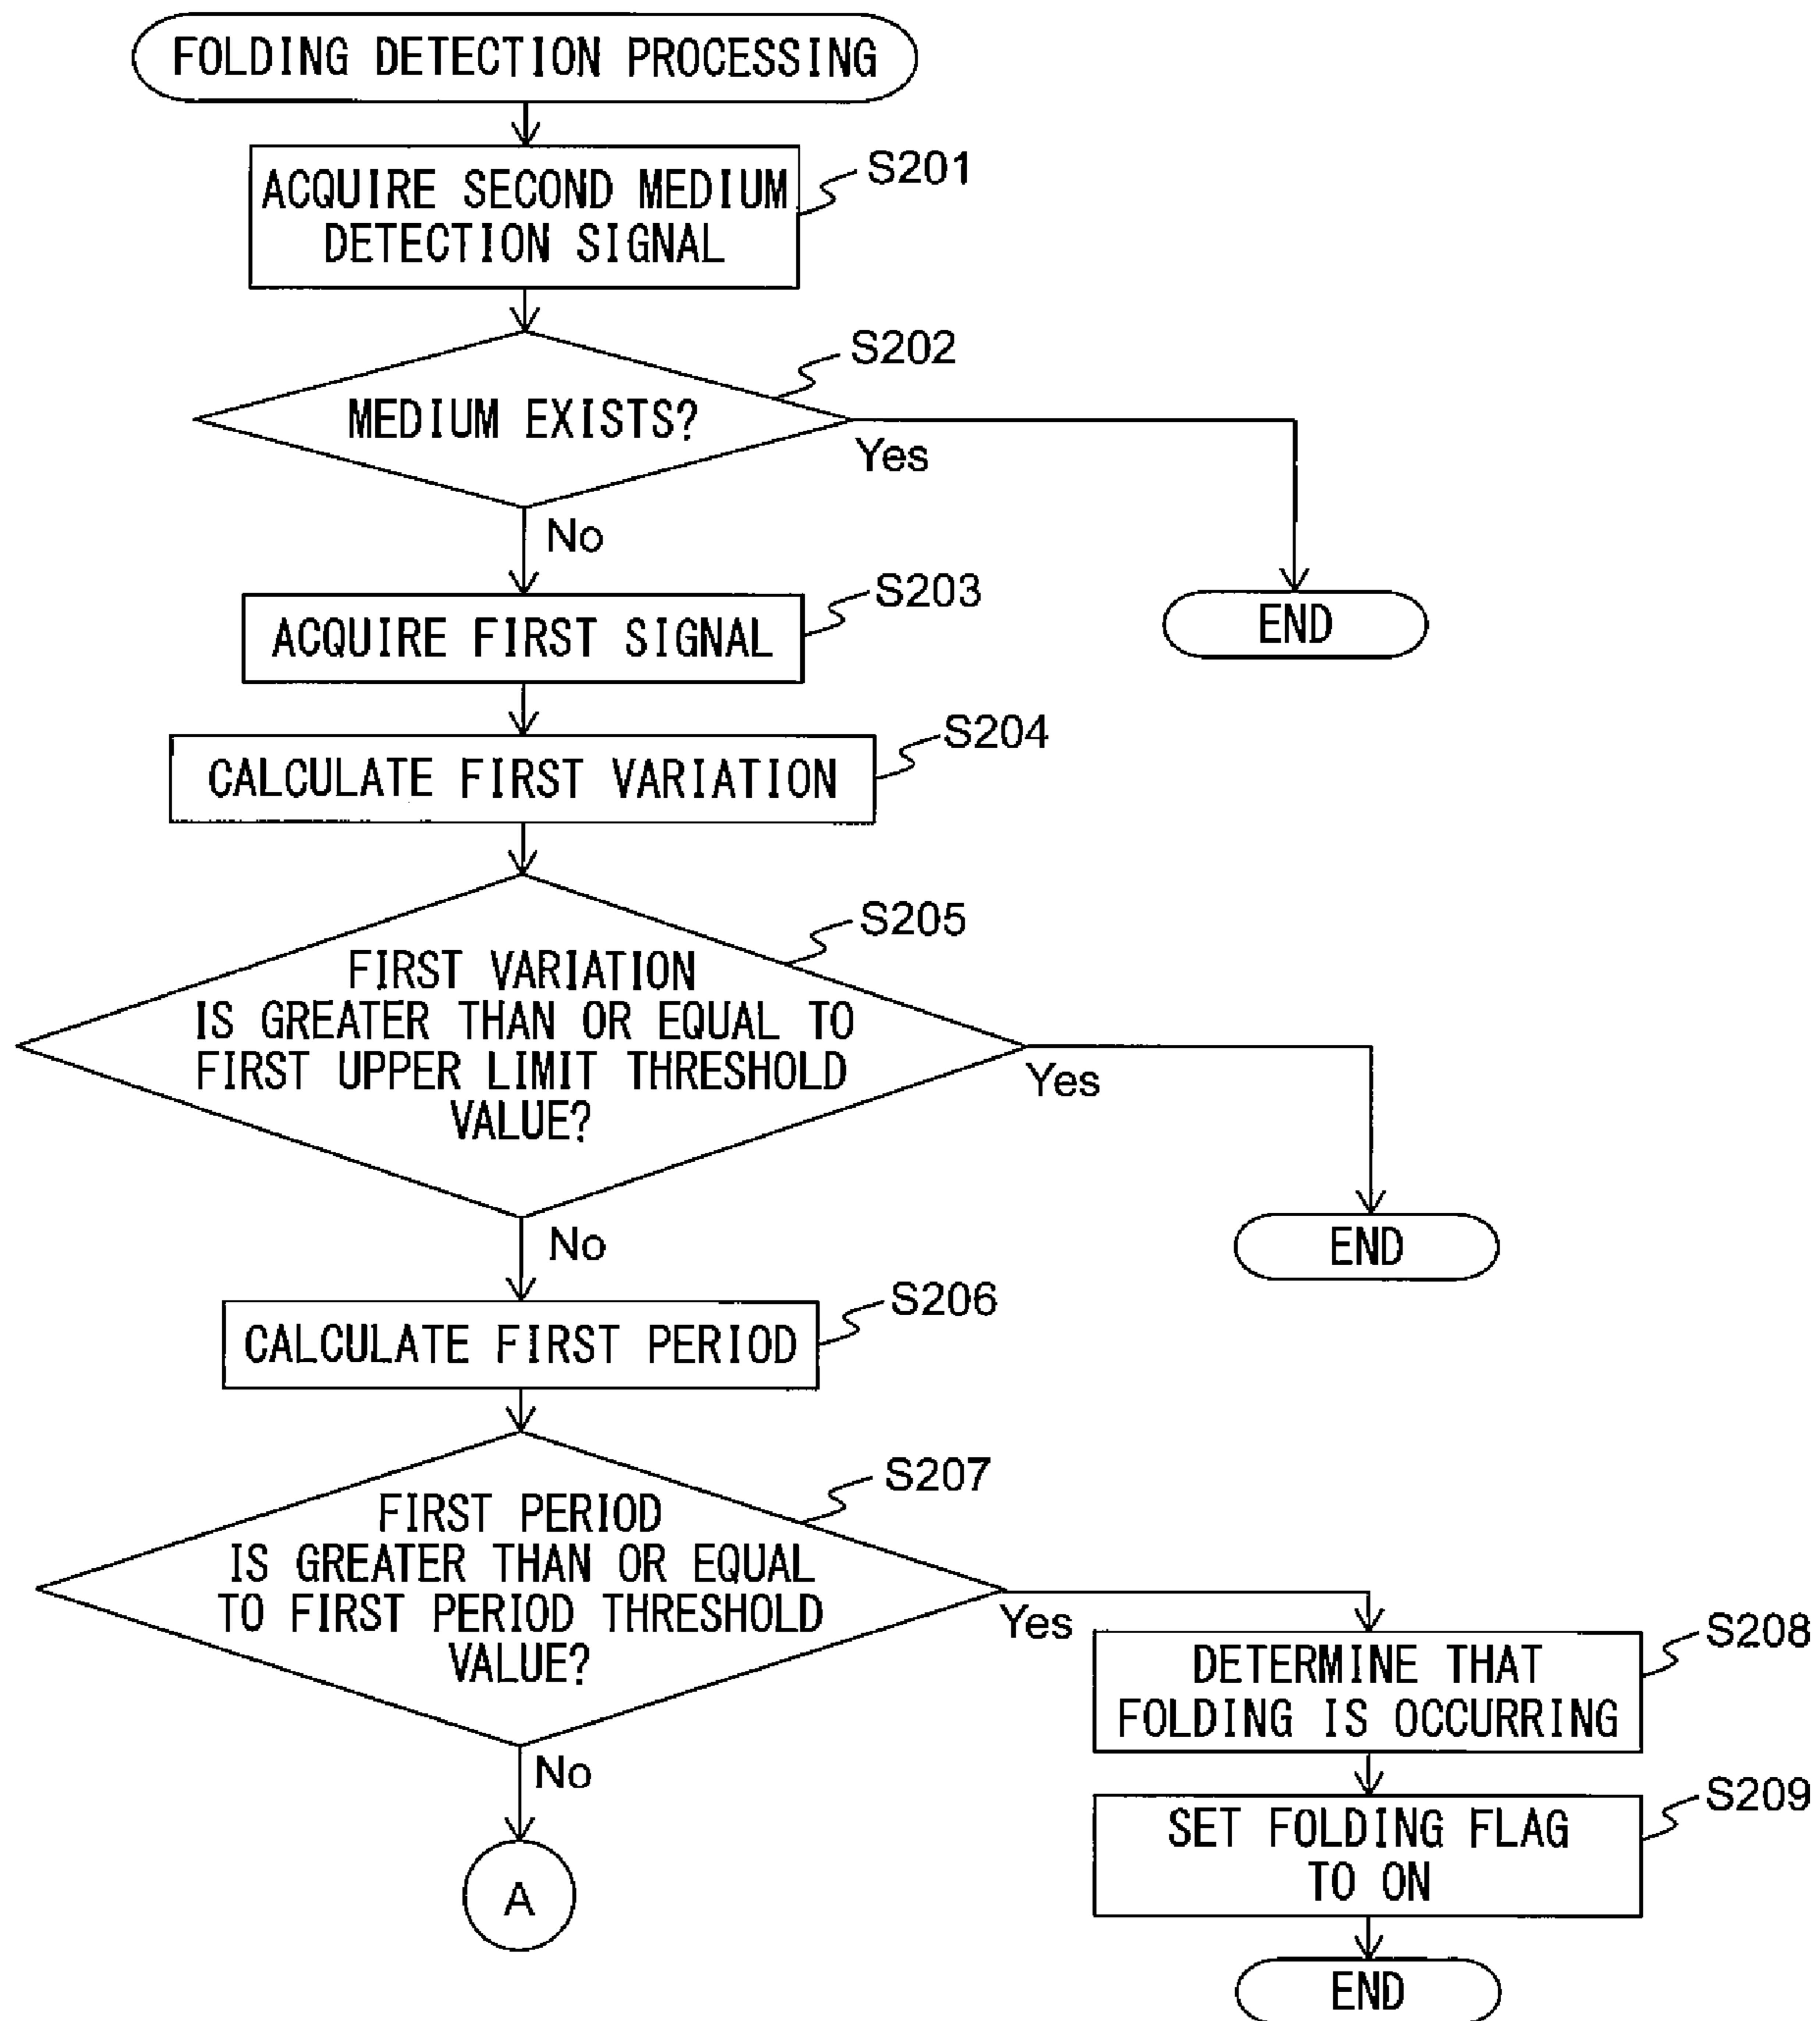 FOLDING DETECTION PROCESSING
ACQUIRE SECOND MEDIUM
DETECTION SIGNAL
S201
MEDIUM EXISTS?
S202
Yes
No
END
ACQUIRE FIRST SIGNAL
S203
CALCULATE FIRST VARIATION
S204
FIRST VARIATION
IS GREATER THAN OR EQUAL TO
FIRST UPPER LIMIT THRESHOLD
VALUE?
S205
Yes
No
END
CALCULATE FIRST PERIOD
S206
FIRST PERIOD
IS GREATER THAN OR EQUAL
TO FIRST PERIOD THRESHOLD
VALUE?
S207
Yes
No
DETERMINE THAT
FOLDING IS OCCURRING
S208
SET FOLDING FLAG
TO ON
S209
A
END